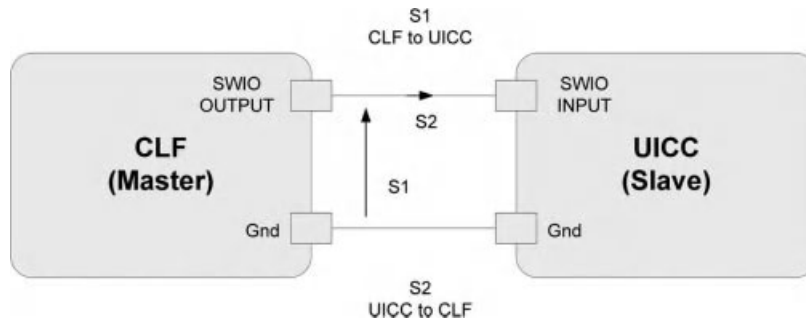 S1
CLF to UICC
SWIO
OUTPUT
SWIO
INPUT
S2
CLF
(Master)
UICC
(Slave)
S1
Gnd
Gnd
S2
UICC to CLF